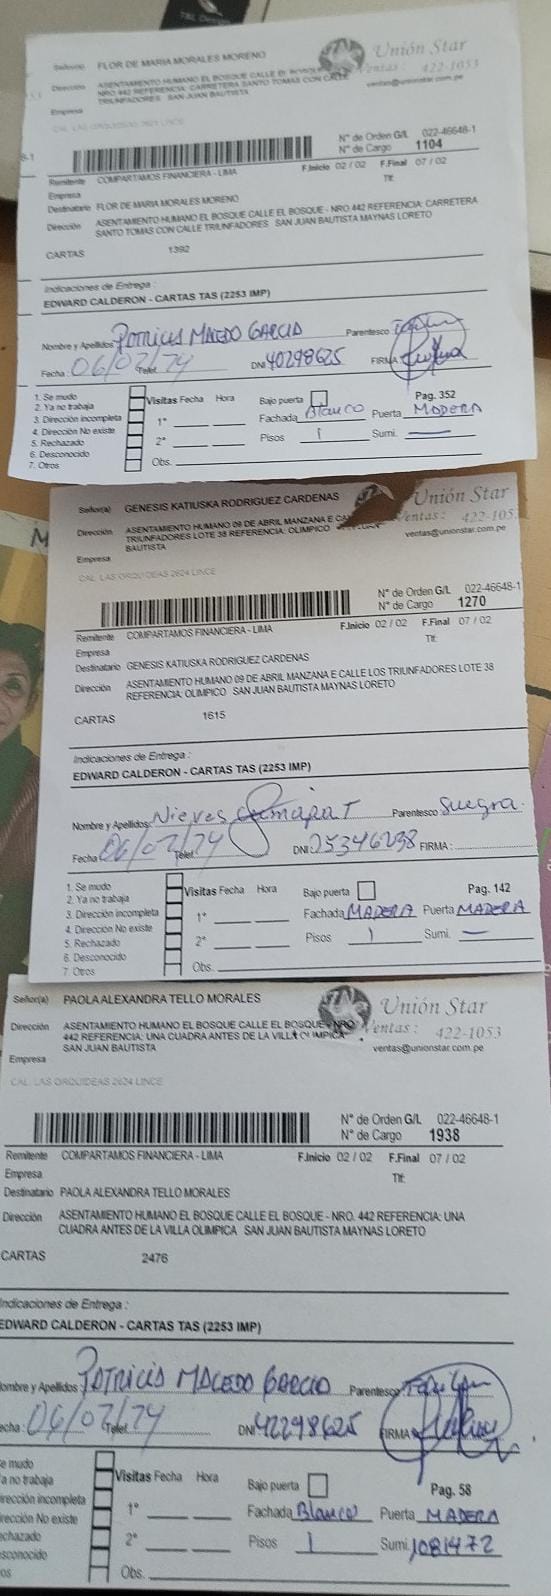 Señor(a) FLOR DE MARIA MORALES MORENO
Unión Star
Dirección ASENTAMIENTO HUMANO EL BOSQUE CALLE EL BOSQUE
Ventas: 422-1053
NRO 442 REFERENCIA: CARRETERA SANTO TOMAS CON CALLE
TRIUNFADORES SAN JUAN BAUTISTA
ventas@unionstar.com.pe
Empresa
CAL. LAS ORQUIDEAS 2624 LINCE
8-1
N° de Orden G/L 022-46648-1
N° de Cargo 1104
Remitente COMPARTAMOS FINANCIERA - LIMA F.Inicio 02 / 02 F.Final 07 / 02
Empresa Tlf:
Destinatario FLOR DE MARIA MORALES MORENO
Dirección ASENTAMIENTO HUMANO EL BOSQUE CALLE EL BOSQUE - NRO 442 REFERENCIA: CARRETERA
SANTO TOMAS CON CALLE TRIUNFADORES SAN JUAN BAUTISTA MAYNAS LORETO
CARTAS 1392
Indicaciones de Entrega :
EDWARD CALDERON - CARTAS TAS (2253 IMP)
Nombre y Apellidos: Patricia MACEDO GARCIA Parentesco
Fecha : 06/02/24 Telef. DNI 40298625 FIRMA
1. Se mudo Visitas Fecha Hora Bajo puerta Pag. 352
2. Ya no trabaja
3. Dirección incompleta 1° Fachada Blanco Puerta MADERA
4. Dirección No existe
5. Rechazado 2° Pisos 1 Sumi.
6. Desconocido
7. Otros Obs.
Señor(a) GENESIS KATIUSKA RODRIGUEZ CARDENAS
Unión Star
Dirección ASENTAMIENTO HUMANO 09 DE ABRIL MANZANA E
Ventas : 422-105
TRIUNFADORES LOTE 38 REFERENCIA: OLIMPICO
BAUTISTA
ventas@unionstar.com.pe
Empresa
CAL. LAS ORQUIDEAS 2624 LINCE
N° de Orden G/L 022-46648-1
N° de Cargo 1270
Remitente COMPARTAMOS FINANCIERA - LIMA F.Inicio 02 / 02 F.Final 07 / 02
Empresa Tlf:
Destinatario GENESIS KATIUSKA RODRIGUEZ CARDENAS
Dirección ASENTAMIENTO HUMANO 09 DE ABRIL MANZANA E CALLE LOS TRIUNFADORES LOTE 38
REFERENCIA: OLIMPICO SAN JUAN BAUTISTA MAYNAS LORETO
CARTAS 1615
Indicaciones de Entrega :
EDWARD CALDERON - CARTAS TAS (2253 IMP)
Nombre y Apellidos: Nieves T Parentesco Suegra.
Fecha 06/02/24 Telef. DNI 05346238 FIRMA :
1. Se mudo Visitas Fecha Hora Bajo puerta Pag. 142
2. Ya no trabaja
3. Dirección incompleta 1° Fachada MADERA Puerta MADERA
4. Dirección No existe
5. Rechazado 2° Pisos 1 Sumi.
6. Desconocido
7. Otros Obs.
Señor(a) PAOLA ALEXANDRA TELLO MORALES
Unión Star
Dirección ASENTAMIENTO HUMANO EL BOSQUE CALLE EL BOSQUE - NRO
Ventas : 422-1053
442 REFERENCIA: UNA CUADRA ANTES DE LA VILLA OLIMPICA
SAN JUAN BAUTISTA
ventas@unionstar.com.pe
Empresa
CAL. LAS ORQUIDEAS 2624 LINCE
N° de Orden G/L 022-46648-1
N° de Cargo 1938
Remitente COMPARTAMOS FINANCIERA - LIMA F.Inicio 02 / 02 F.Final 07 / 02
Empresa Tlf:
Destinatario PAOLA ALEXANDRA TELLO MORALES
Dirección ASENTAMIENTO HUMANO EL BOSQUE CALLE EL BOSQUE - NRO. 442 REFERENCIA: UNA
CUADRA ANTES DE LA VILLA OLIMPICA SAN JUAN BAUTISTA MAYNAS LORETO
CARTAS 2476
Indicaciones de Entrega :
EDWARD CALDERON - CARTAS TAS (2253 IMP)
ombre y Apellidos : PATRICIA MACEDO GARCIA Parentesco
echa : 06/02/24 Telef. DNI 42298625 FIRMA
e mudo Visitas Fecha Hora Bajo puerta Pag. 58
a no trabaja
irección incompleta 1° Fachada Blanco Puerta MADERA
irección No existe
echazado 2° Pisos 1 Sumi. 1081472
esconocido
os Obs.